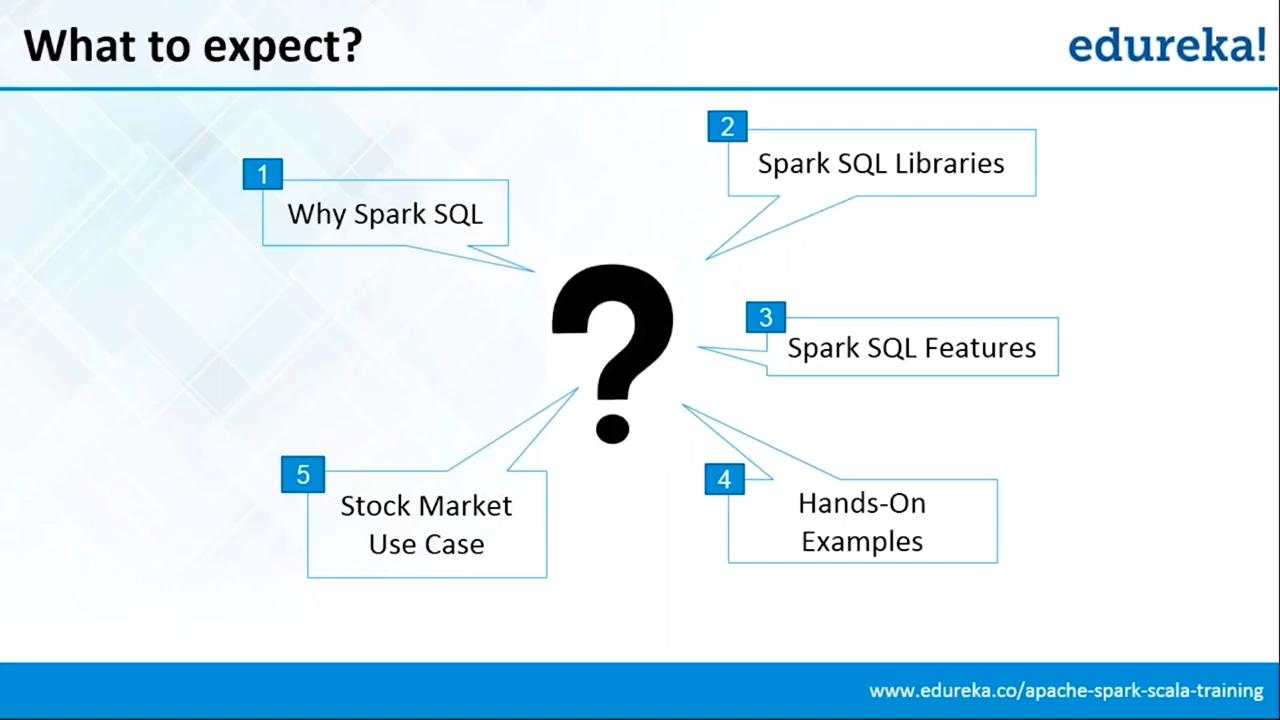 What to expect?
edureka!
1
Why Spark SQL
2
Spark SQL Libraries
3
Spark SQL Features
4
Hands-On
Examples
5
Stock Market
Use Case
?
www.edureka.co/apache-spark-scala-training